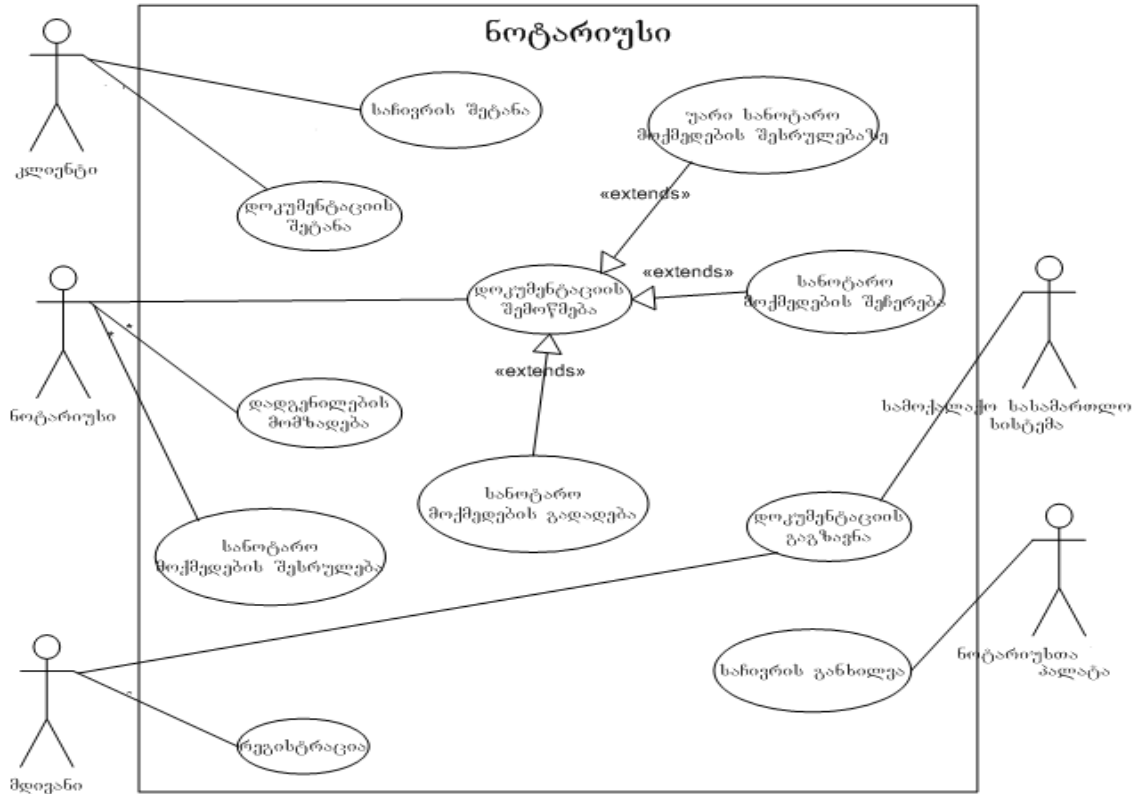 ნოტარიუსი
საჩივრის შეტანა
უარი სანოტარო
მოქმედების შესრულებაზე
კლიენტი
«extends»
დოკუმენტაციის
შეტანა
«extends»
სანოტარო
მოქმედების შეჩერება
დოკუმენტაციის
შემოწმება
«extends»
ნოტარიუსი
დადგენილების
მომზადება
სამოქალაქო სასამართლო
სისტემა
სანოტარო
მოქმედების გადადება
დოკუმენტაციის
გაგზავნა
სანოტარო
მოქმედების შესრულება
ნოტარიუსთა
პალატა
საჩივრის განხილვა
რეგისტრაცია
მდივანი